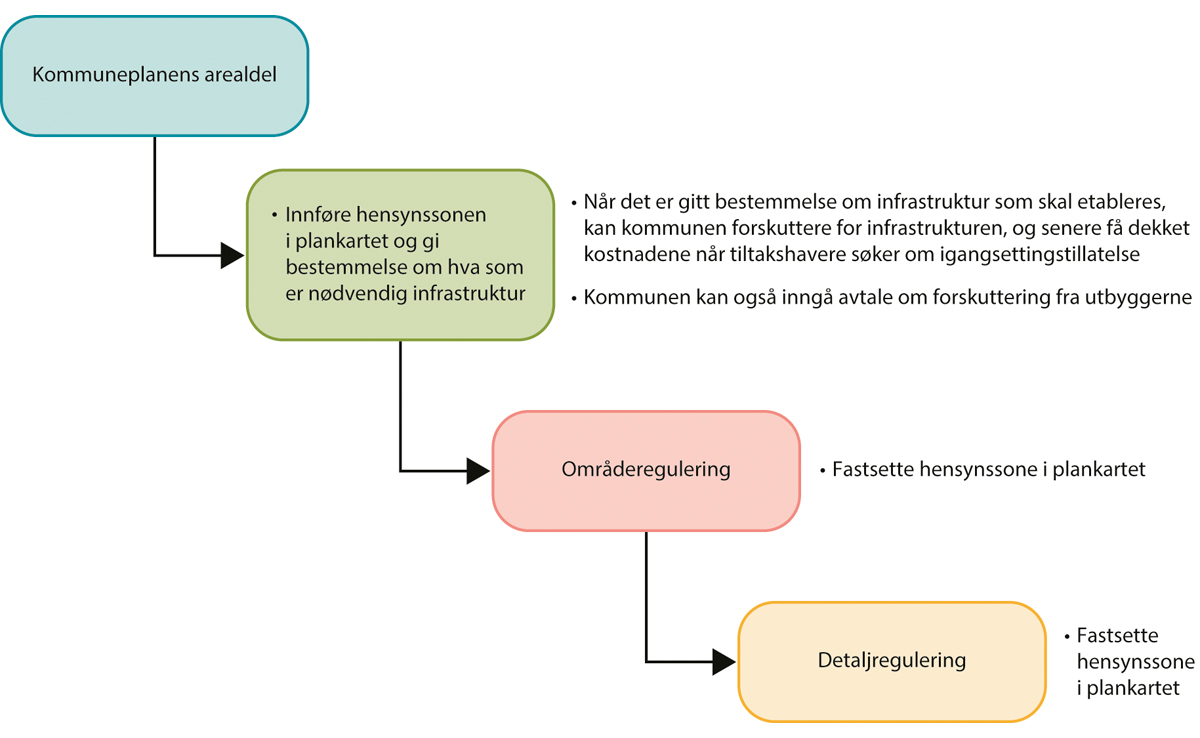 Kommuneplanens arealdel
• Innføre hensynssonen
i plankartet og gi
bestemmelse om hva som
er nødvendig infrastruktur
• Når det er gitt bestemmelse om infrastruktur som skal etableres,
kan kommunen forskuttere for infrastrukturen, og senere få dekket
kostnadene når tiltakshavere søker om igangsettingstillatelse
• Kommunen kan også inngå avtale om forskuttering fra utbyggerne
Områderegulering
• Fastsette hensynssone i plankartet
Detaljregulering
• Fastsette
hensynssone
i plankartet